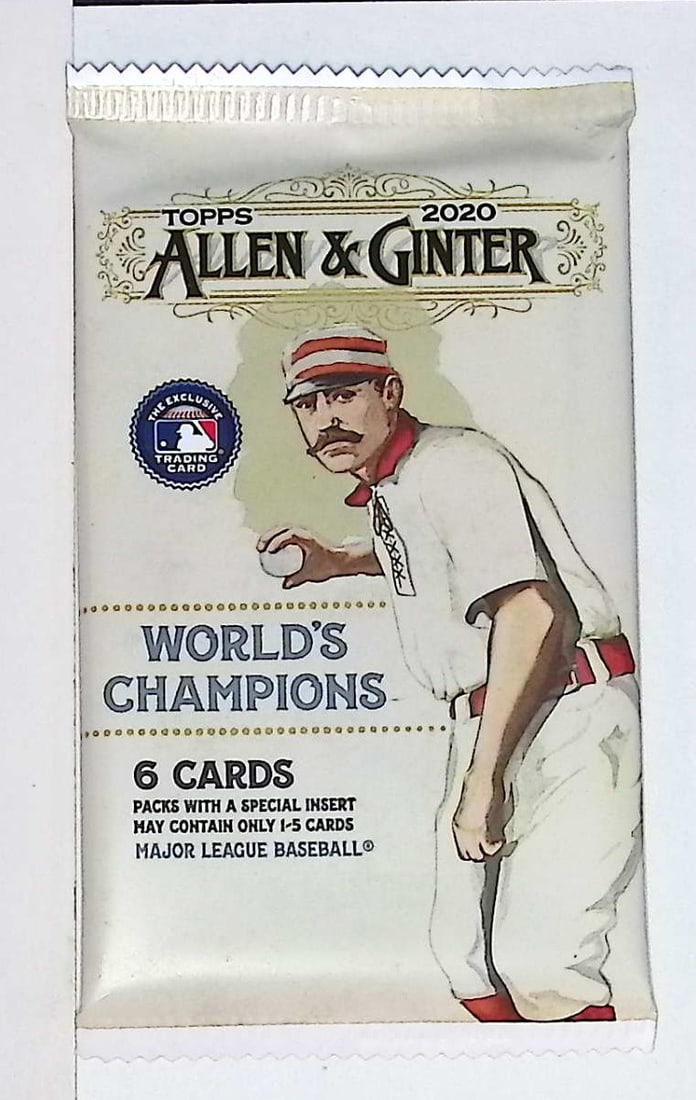 TOPPS 2020
ALLEN & GINTER
THE EXCLUSIVE
TRADING
CARD
WORLD'S
CHAMPIONS
6 CARDS
PACKS WITH A SPECIAL INSERT
MAY CONTAIN ONLY 1-5 CARDS
MAJOR LEAGUE BASEBALL®